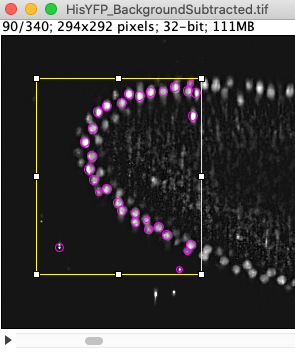 HisYFP_BackgroundSubtracted.tif
90/340; 294x292 pixels; 32-bit; 111MB